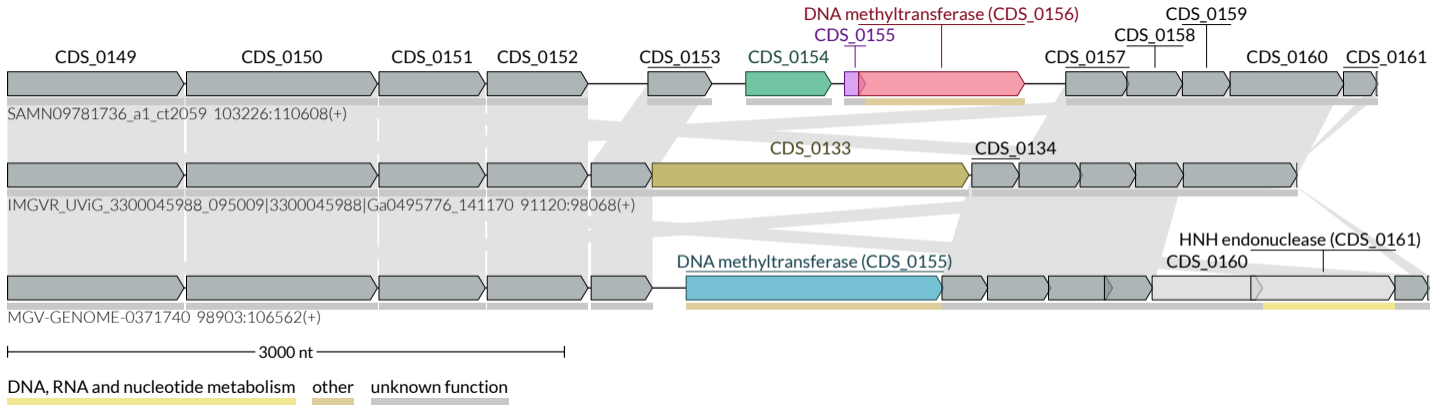 CDS_0159
DNA methyltransferase (CDS_0156)
CDS_0155 CDS_0158
CDS_0149 CDS_0150 CDS_0151 CDS_0152 CDS_0153 CDS_0154 CDS_0157 CDS_0160 CDS_0161
SAMN09781736_a1_ct2059 103226:110608(+)
CDS_0133 CDS_0134
IMGVR_UViG_3300045988_095009|3300045988|Ga0495776_141170 91120:98068(+)
HNH endonuclease (CDS_0161)
DNA methyltransferase (CDS_0155) CDS_0160
MGV-GENOME-0371740 98903:106562(+)
3000 nt
DNA, RNA and nucleotide metabolism other unknown function